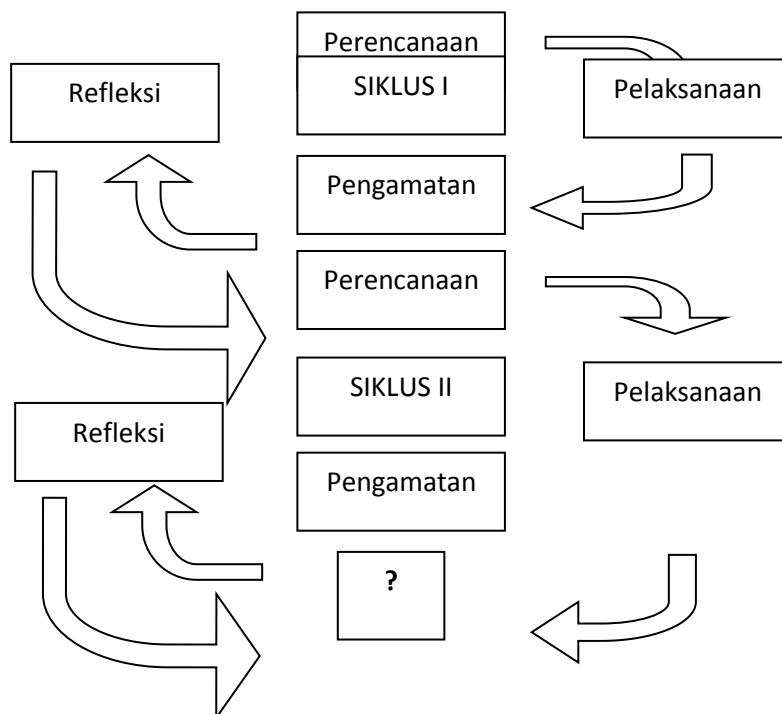 Perencanaan
Refleksi
SIKLUS I
Pelaksanaan
Pengamatan
Perencanaan
SIKLUS II
Pelaksanaan
Refleksi
Pengamatan
?